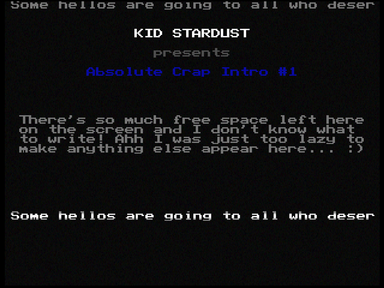 Some hellos are going to all who deser
KID STARDUST
presents
Absolute Crap Intro #1
There's so much free space left here
on the screen and I don't know what
to write! Ahh I was just too lazy to
make anything else appear here... :)
Some hellos are going to all who deser